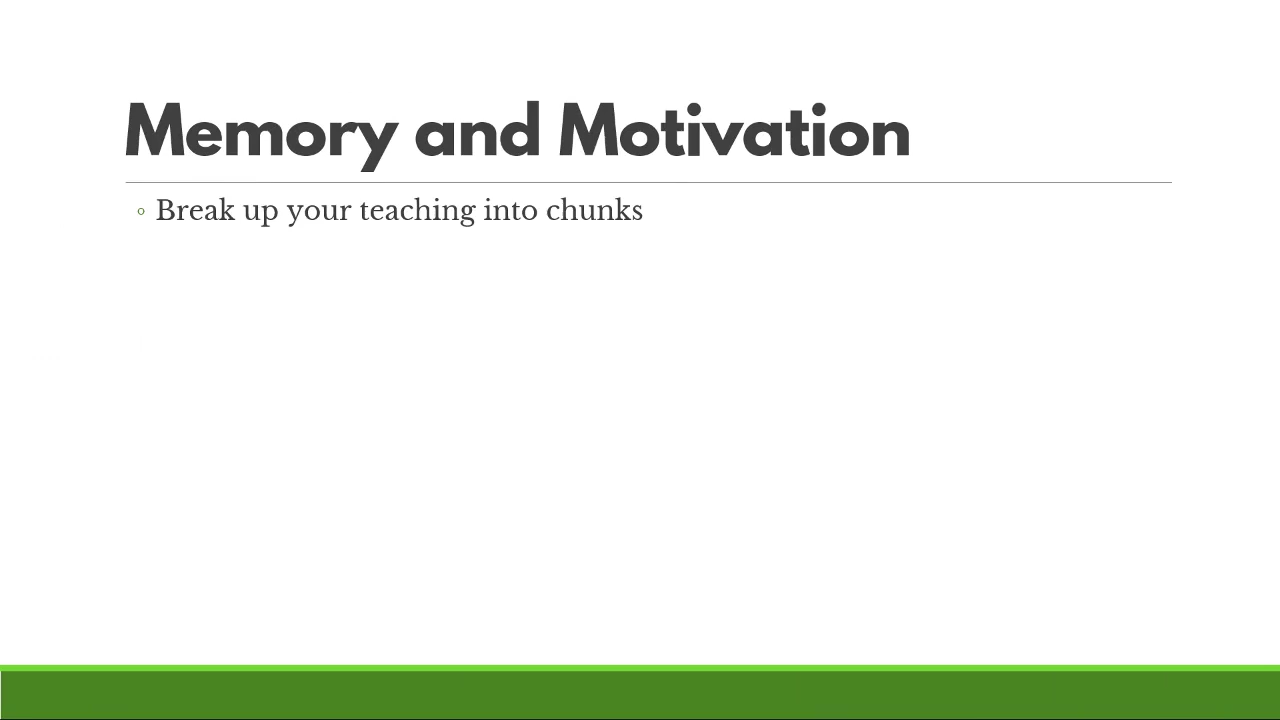 Memory and Motivation
◦ Break up your teaching into chunks